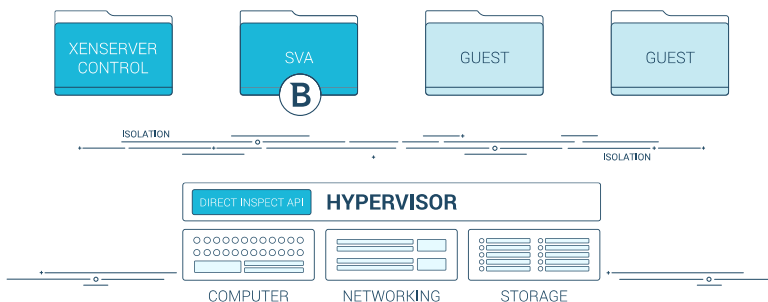 XENSERVER
CONTROL
SVA
B
GUEST
GUEST
ISOLATION
ISOLATION
DIRECT INSPECT API
HYPERVISOR
COMPUTER
NETWORKING
STORAGE